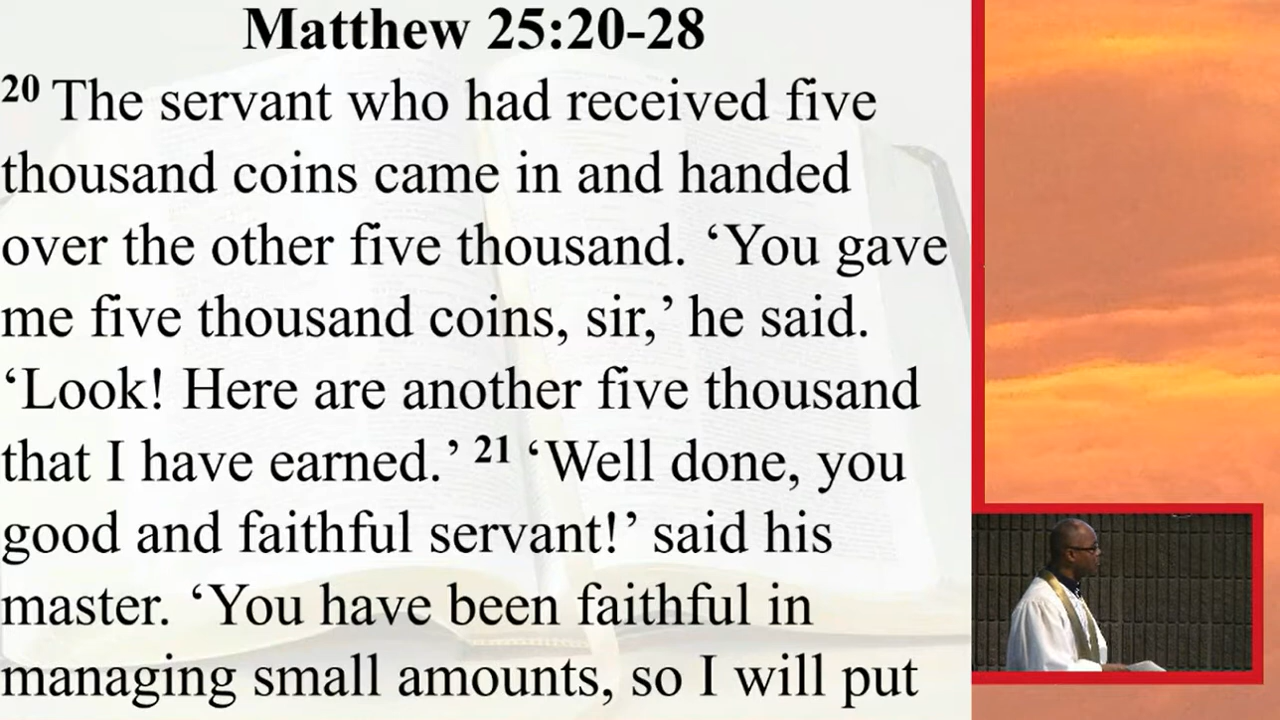 Matthew 25:20-28
20 The servant who had received five
thousand coins came in and handed
over the other five thousand. ‘You gave
me five thousand coins, sir,’ he said.
‘Look! Here are another five thousand
that I have earned.’ 21 ‘Well done, you
good and faithful servant!’ said his
master. ‘You have been faithful in
managing small amounts, so I will put